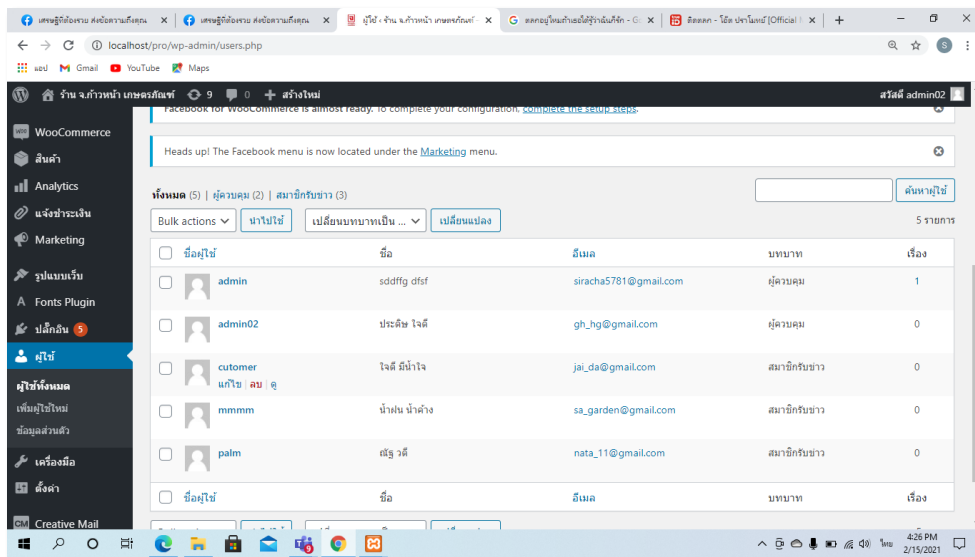 เศรษฐีที่ต้องรวย ส่งข้อความถึงคุณ
เศรษฐีที่ต้องรวย ส่งข้อความถึงคุณ
ผู้ใช้ ‹ ร้าน จ.ก้าวหน้า เกษตรภัณฑ์ -
ตลกอยู่ไหมถ้าเธอได้รู้ว่าฉันก็รัก - Go
ติดตลก - โอ๊ต ปราโมทย์ [Official
localhost/pro/wp-admin/users.php
S
แอป Gmail YouTube Maps
ร้าน จ.ก้าวหน้า เกษตรภัณฑ์ 9 0 + สร้างใหม่ สวัสดี admin02
Facebook for WooCommerce is almost ready. To complete your configuration, complete the setup steps.
Heads up! The Facebook menu is now located under the Marketing menu.
WooCommerce
สินค้า
Analytics
แจ้งชำระเงิน
Marketing
รูปแบบเว็บ
Fonts Plugin
ปลั๊กอิน 5
ผู้ใช้
ผู้ใช้ทั้งหมด
เพิ่มผู้ใช้ใหม่
ข้อมูลส่วนตัว
เครื่องมือ
ตั้งค่า
CM Creative Mail
ทั้งหมด (5) | ผู้ควบคุม (2) | สมาชิกรับข่าว (3)
ค้นหาผู้ใช้
Bulk actions นำไปใช้ เปลี่ยนบทบาทเป็น ... เปลี่ยนแปลง 5 รายการ
ชื่อผู้ใช้ ชื่อ อีเมล บทบาท เรื่อง
admin sddffg dfsf siracha5781@gmail.com ผู้ควบคุม 1
admin02 ประดิษ ใจดี gh_hg@gmail.com ผู้ควบคุม 0
cutomer ใจดี มีน้ำใจ jai_da@gmail.com สมาชิกรับข่าว 0
แก้ไข | ลบ | ดู
mmmm น้ำฝน น้ำค้าง sa_garden@gmail.com สมาชิกรับข่าว 0
palm ณัฐ วดี nata_11@gmail.com สมาชิกรับข่าว 0
ชื่อผู้ใช้ ชื่อ อีเมล บทบาท เรื่อง
ไทย
4:26 PM
2/15/2021